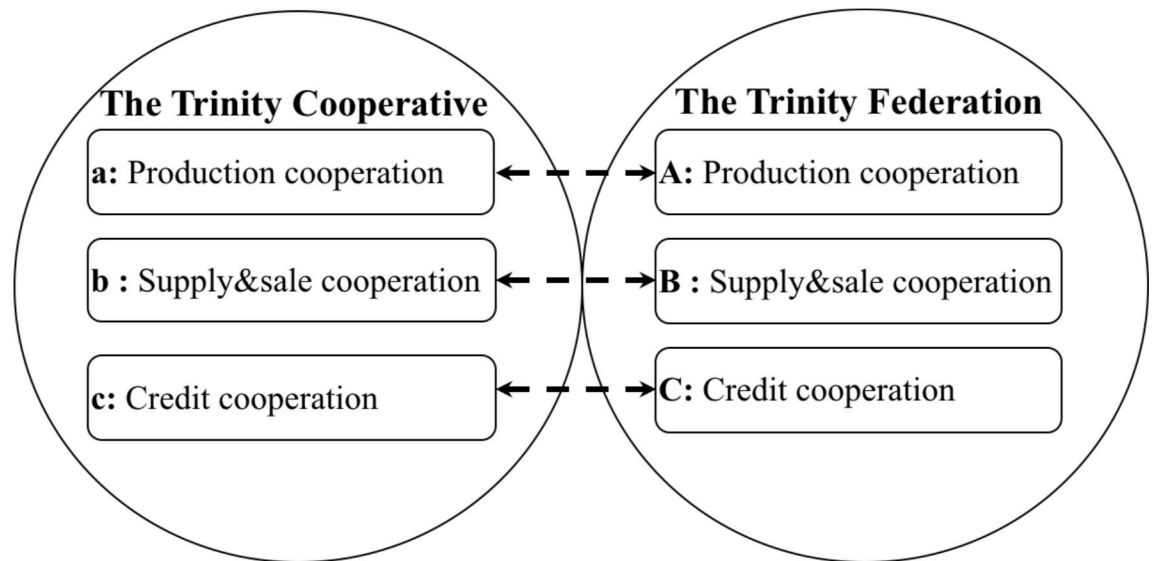 The Trinity Cooperative
a: Production cooperation
b : Supply&sale cooperation
c: Credit cooperation
The Trinity Federation
A: Production cooperation
B : Supply&sale cooperation
C: Credit cooperation